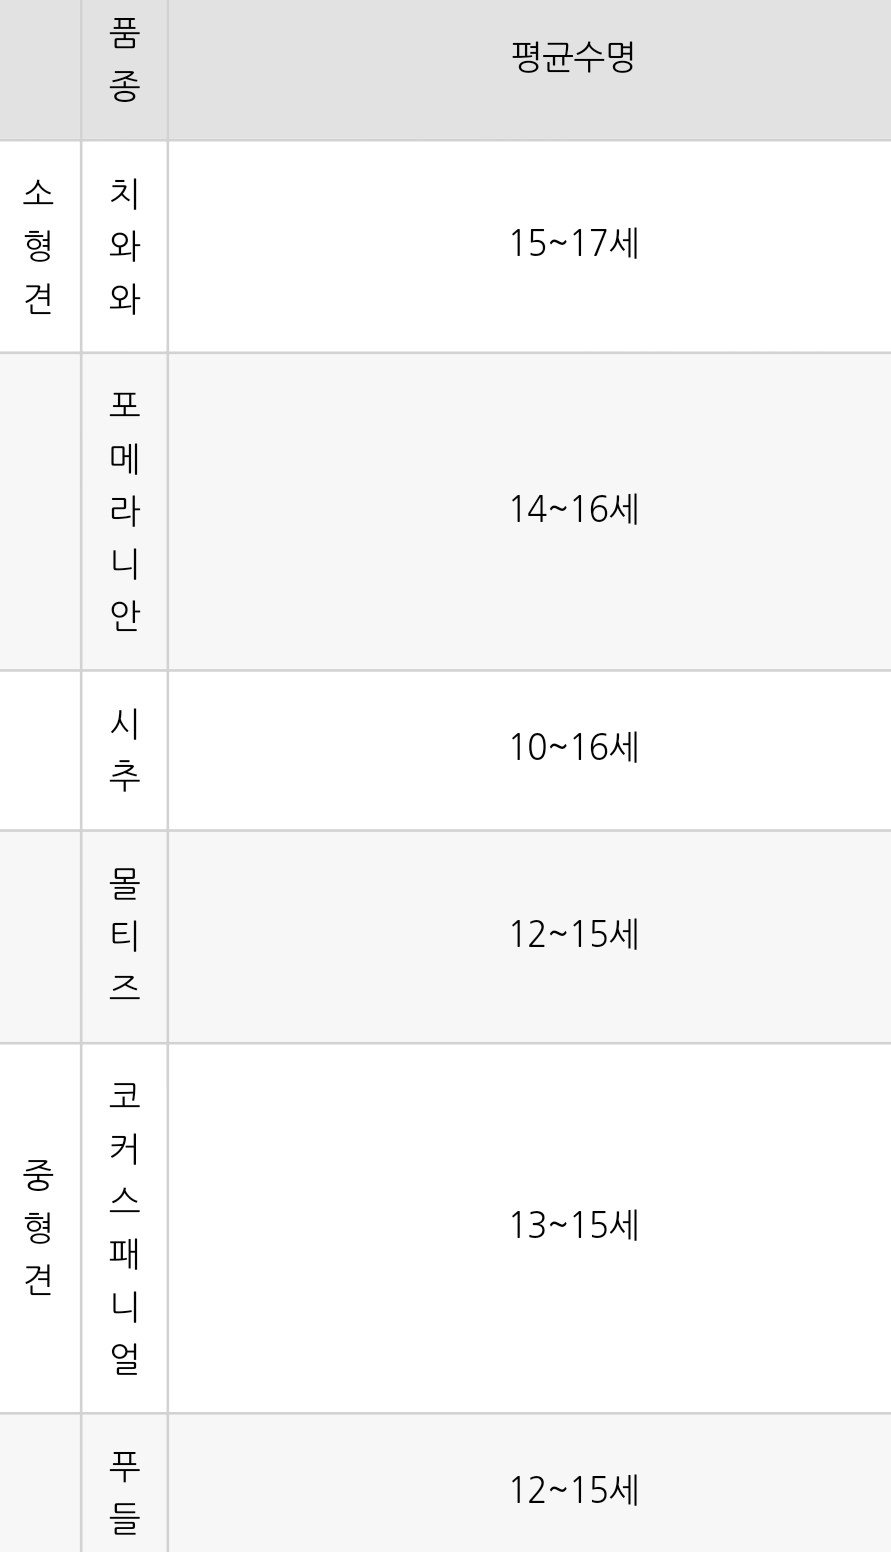 품종 평균수명
소형견 치와와 15~17세
포메라니안 14~16세
시추 10~16세
몰티즈 12~15세
중형견 코커스패니얼 13~15세
푸들 12~15세